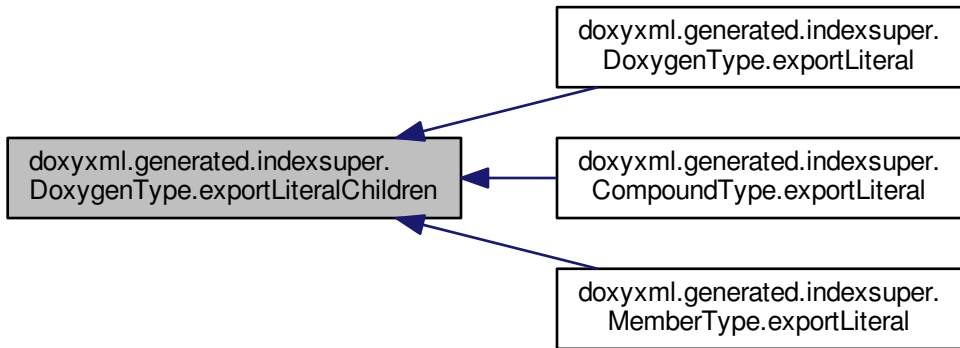 doxyxml.generated.indexsuper.
DoxygenType.exportLiteralChildren
doxyxml.generated.indexsuper.
DoxygenType.exportLiteral
doxyxml.generated.indexsuper.
CompoundType.exportLiteral
doxyxml.generated.indexsuper.
MemberType.exportLiteral